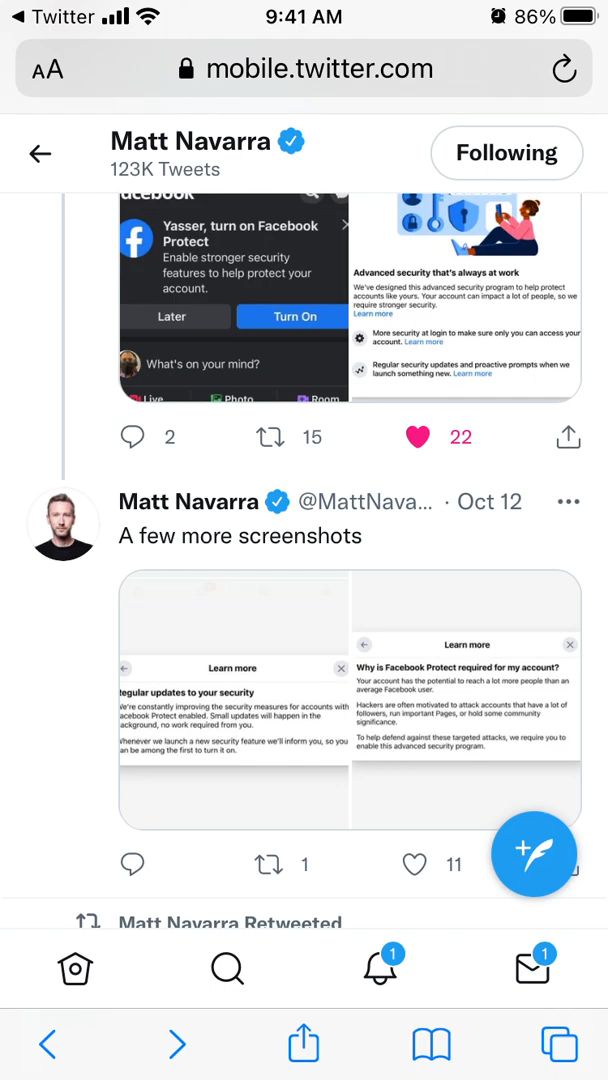 Twitter
9:41 AM
86%
AA
mobile.twitter.com
Matt Navarra
123K Tweets
Following
Yasser, turn on Facebook
Protect
Enable stronger security
features to help protect your
account.
Later
Turn On
What's on your mind?
Live
Photo
Room
Advanced security that's always at work
We've designed this advanced security program to help protect
accounts like yours. Your account can impact a lot of people, so we
require stronger security.
Learn more
More security at login to make sure only you can access your
account. Learn more
Regular security updates and proactive prompts when we
launch something new. Learn more
2
15
22
Matt Navarra @MattNava... · Oct 12
A few more screenshots
Learn more
egular updates to your security
e're constantly improving the security measures for accounts with
acebook Protect enabled. Small updates will happen in the
ackground, no work required from you.
henever we launch a new security feature we'll inform you, so you
an be among the first to turn it on.
Learn more
Why is Facebook Protect required for my account?
Your account has the potential to reach a lot more people than an
average Facebook user.
Hackers are often motivated to attack accounts that have a lot of
followers, run important Pages, or hold some community
significance.
To help defend against these targeted attacks, we require you to
enable this advanced security program.
1
11
Matt Navarra Retweeted
1
1